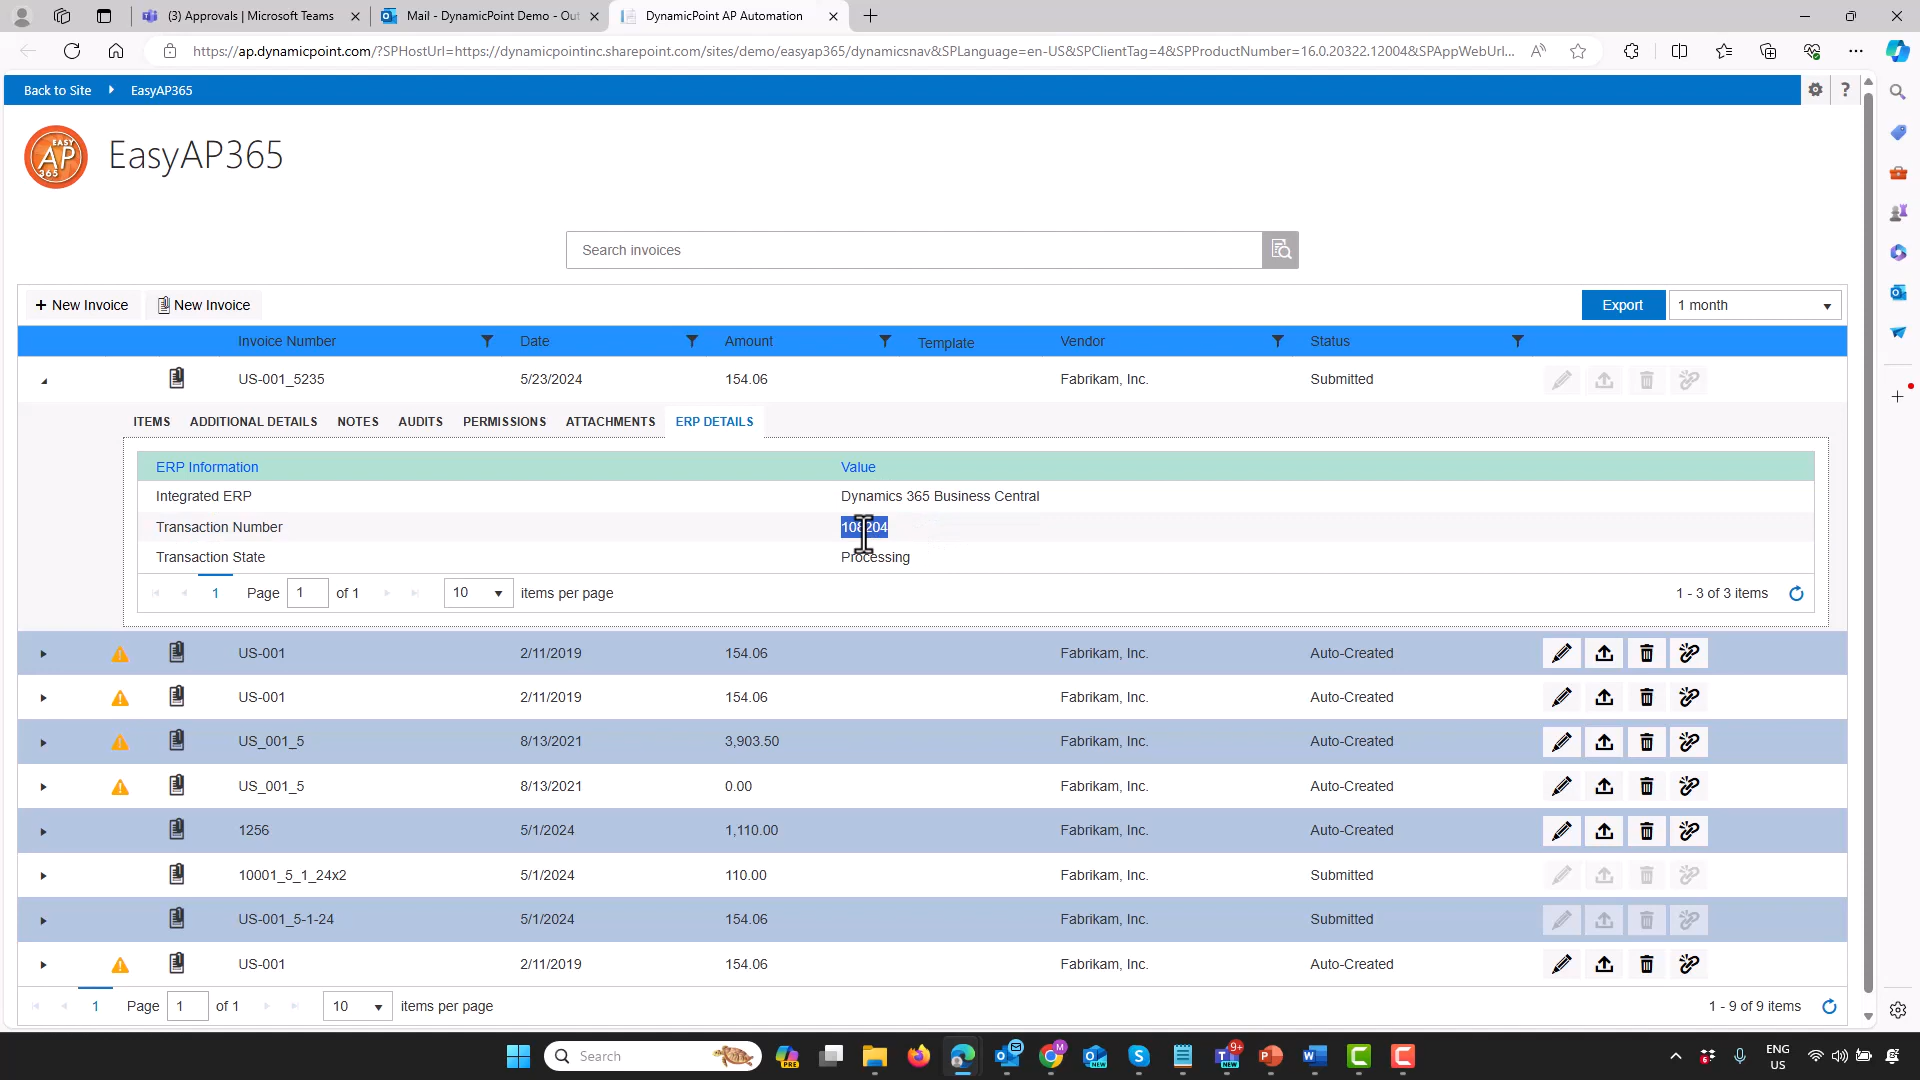 (3) Approvals | Microsoft Teams
Mail - DynamicPoint Demo - Out
DynamicPoint AP Automation
https://ap.dynamicpoint.com/?SPHostUrl=https://dynamicpointinc.sharepoint.com/sites/demo/easyap365/dynamicsnav&SPLanguage=en-US&SPClientTag=4&SPProductNumber=16.0.20322.12004&SPAppWebUrl...
Back to Site EasyAP365 ?
EASY AP 365
EasyAP365
Search invoices
+ New Invoice New Invoice Export 1 month
Invoice Number Date Amount Template Vendor Status
US-001_5235 5/23/2024 154.06 Fabrikam, Inc. Submitted
ITEMS ADDITIONAL DETAILS NOTES AUDITS PERMISSIONS ATTACHMENTS ERP DETAILS
ERP Information Value
Integrated ERP Dynamics 365 Business Central
Transaction Number 108204
Transaction State Processing
1 Page 1 of 1 10 items per page 1 - 3 of 3 items
US-001 2/11/2019 154.06 Fabrikam, Inc. Auto-Created
US-001 2/11/2019 154.06 Fabrikam, Inc. Auto-Created
US_001_5 8/13/2021 3,903.50 Fabrikam, Inc. Auto-Created
US_001_5 8/13/2021 0.00 Fabrikam, Inc. Auto-Created
1256 5/1/2024 1,110.00 Fabrikam, Inc. Auto-Created
10001_5_1_24x2 5/1/2024 110.00 Fabrikam, Inc. Submitted
US-001_5-1-24 5/1/2024 154.06 Fabrikam, Inc. Submitted
US-001 2/11/2019 154.06 Fabrikam, Inc. Auto-Created
1 Page 1 of 1 10 items per page 1 - 9 of 9 items
Search
ENG
US